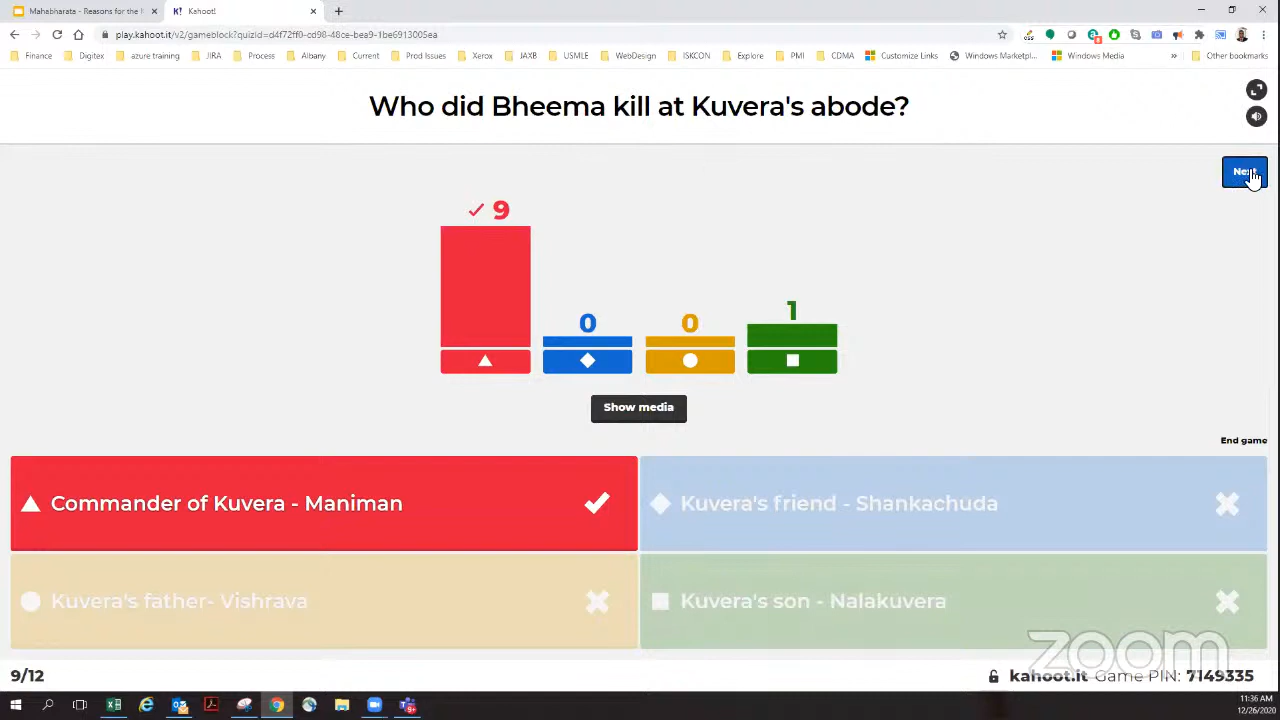 Mahabharata - Reasons for the I
Kahoot!
play.kahoot.it/v2/gameblock?quizid=d4f72ff0-cd98-48ce-bea9-1be6913005ea
Finance Digitex azure training JIRA Process Albany Current Prod Issues Xerox JAXB USMLE WebDesign ISKCON Explore PMI CDMA Customize Links Windows Marketpl... Windows Media » Other bookmarks
Who did Bheema kill at Kuvera's abode?
Next
9
0
0
1
Show media
End game
Commander of Kuvera - Maniman
Kuvera's friend - Shankachuda
Kuvera's father- Vishrava
Kuvera's son - Nalakuvera
zoom
9/12
kahoot.it Game PIN: 7149335
11:36 AM
12/26/2020